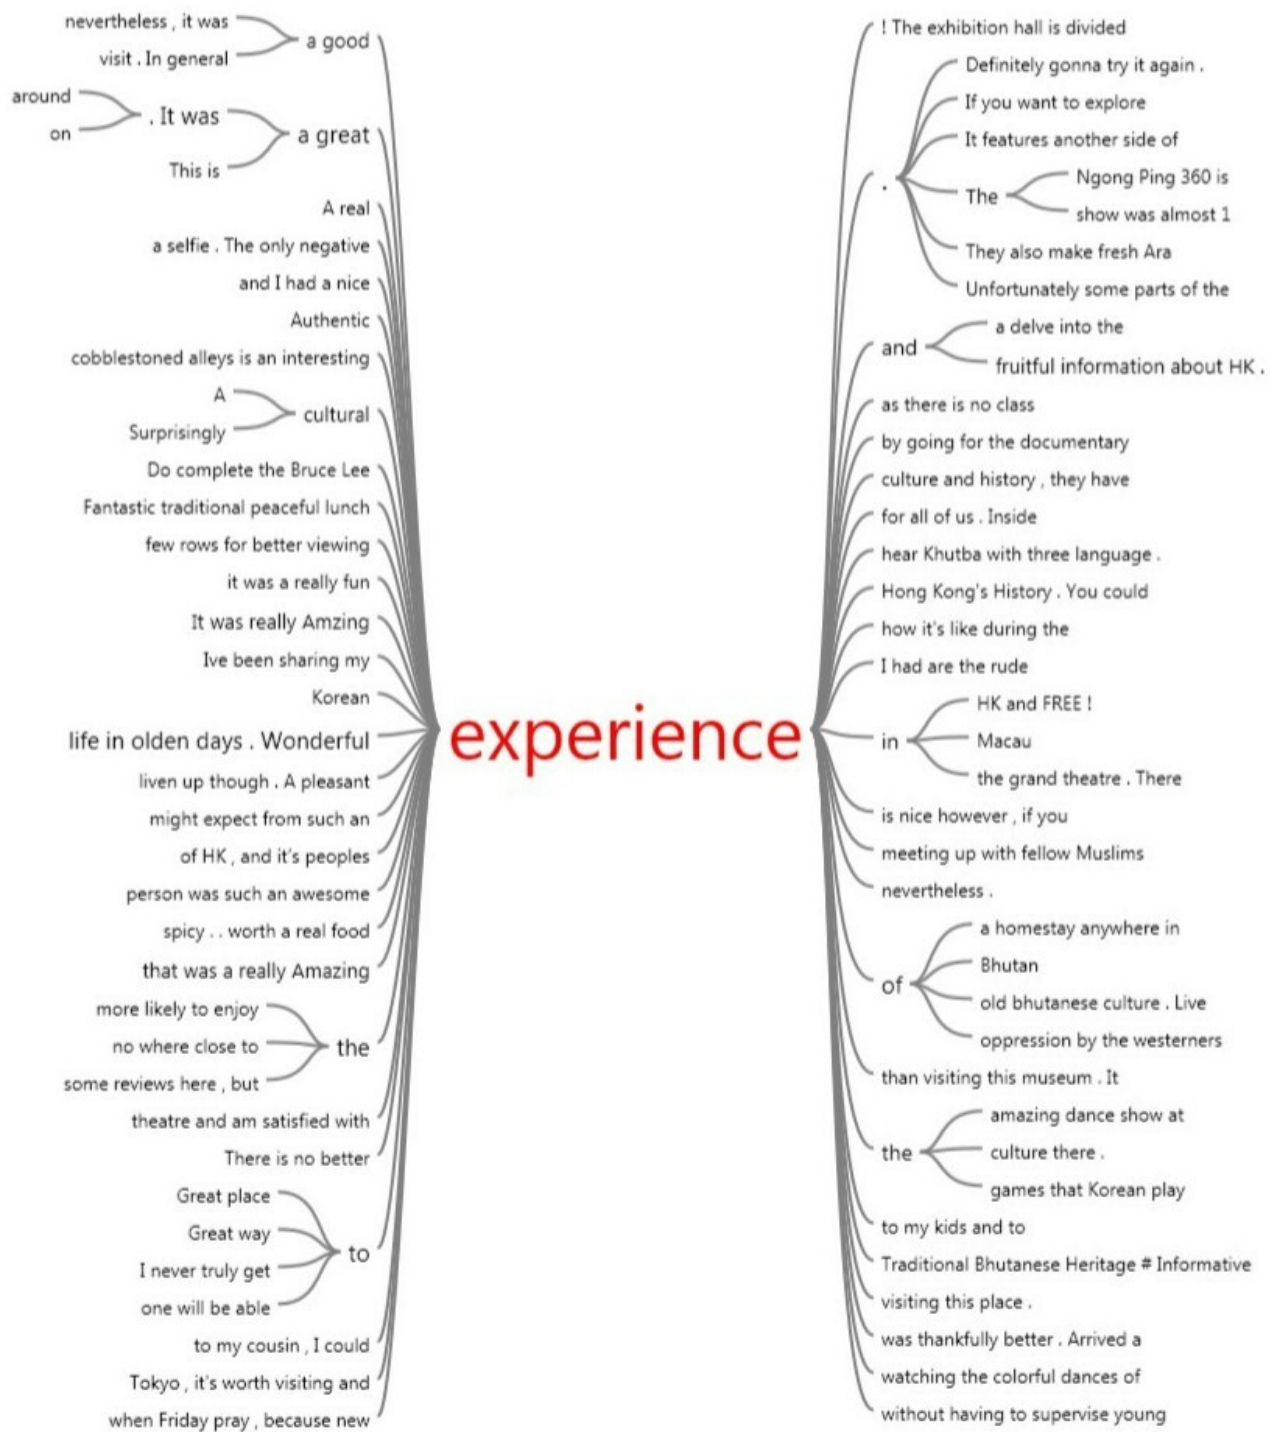 nevertheless , it was
visit . In general
a good
around
on
. It was
This is
a great
A real
a selfie . The only negative
and I had a nice
Authentic
cobblestoned alleys is an interesting
A
Surprisingly
cultural
Do complete the Bruce Lee
Fantastic traditional peaceful lunch
few rows for better viewing
it was a really fun
It was really Amzing
Ive been sharing my
Korean
life in olden days . Wonderful
liven up though . A pleasant
might expect from such an
of HK , and it's peoples
person was such an awesome
spicy . . worth a real food
that was a really Amazing
more likely to enjoy
no where close to
some reviews here , but
the
theatre and am satisfied with
There is no better
Great place
Great way
I never truly get
one will be able
to
to my cousin , I could
Tokyo , it's worth visiting and
when Friday pray , because new
experience
! The exhibition hall is divided
.
Definitely gonna try it again .
If you want to explore
It features another side of
The
Ngong Ping 360 is
show was almost 1
They also make fresh Ara
Unfortunately some parts of the
and
a delve into the
fruitful information about HK .
as there is no class
by going for the documentary
culture and history , they have
for all of us . Inside
hear Khutba with three language .
Hong Kong's History . You could
how it's like during the
I had are the rude
in
HK and FREE !
Macau
the grand theatre . There
is nice however , if you
meeting up with fellow Muslims
nevertheless .
of
a homestay anywhere in
Bhutan
old bhutanese culture . Live
oppression by the westerners
than visiting this museum . It
the
amazing dance show at
culture there .
games that Korean play
to my kids and to
Traditional Bhutanese Heritage # Informative
visiting this place .
was thankfully better . Arrived a
watching the colorful dances of
without having to supervise young